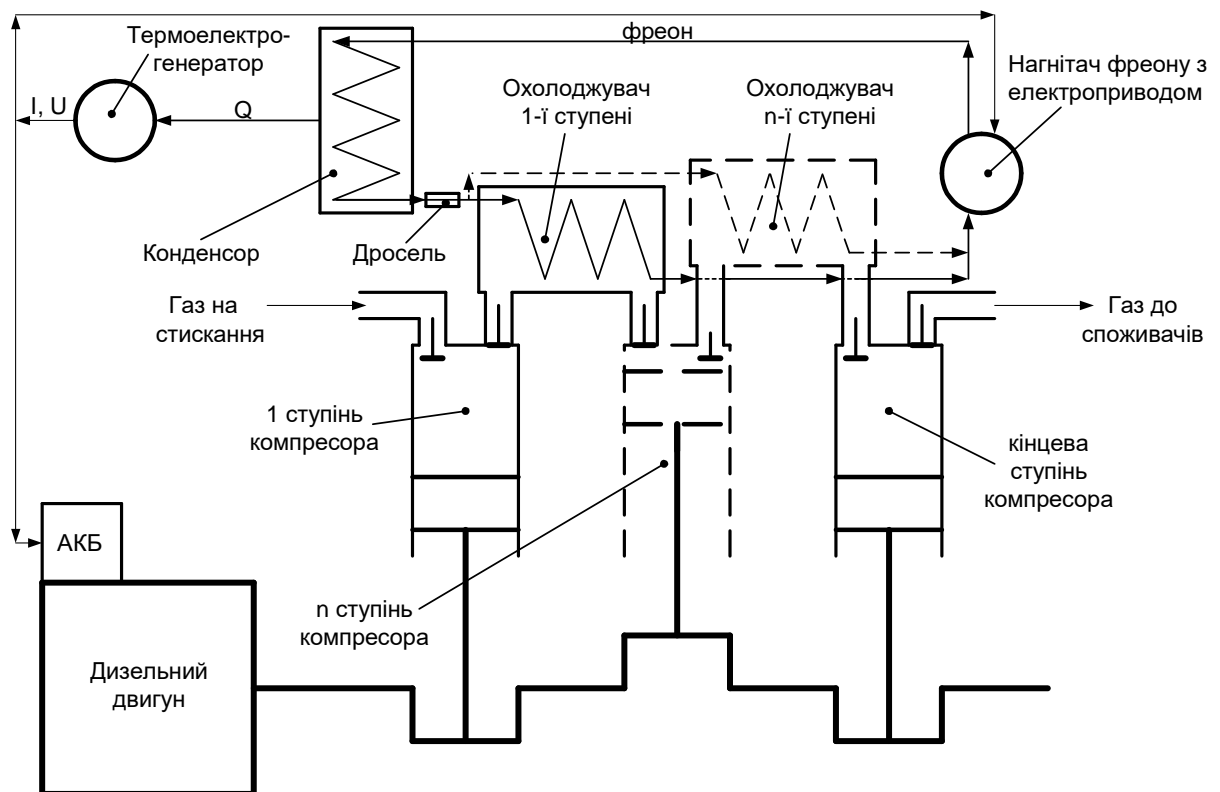 Термоелектро-
генератор
фреон
Нагнітач фреону з
електроприводом
Охолоджувач
1-ї ступені
Охолоджувач
n-ї ступені
I, U
Q
Конденсор
Дросель
Газ на
стискання
Газ до
споживачів
1 ступінь
компресора
кінцева
ступінь
компресора
АКБ
n ступінь
компресора
Дизельний
двигун